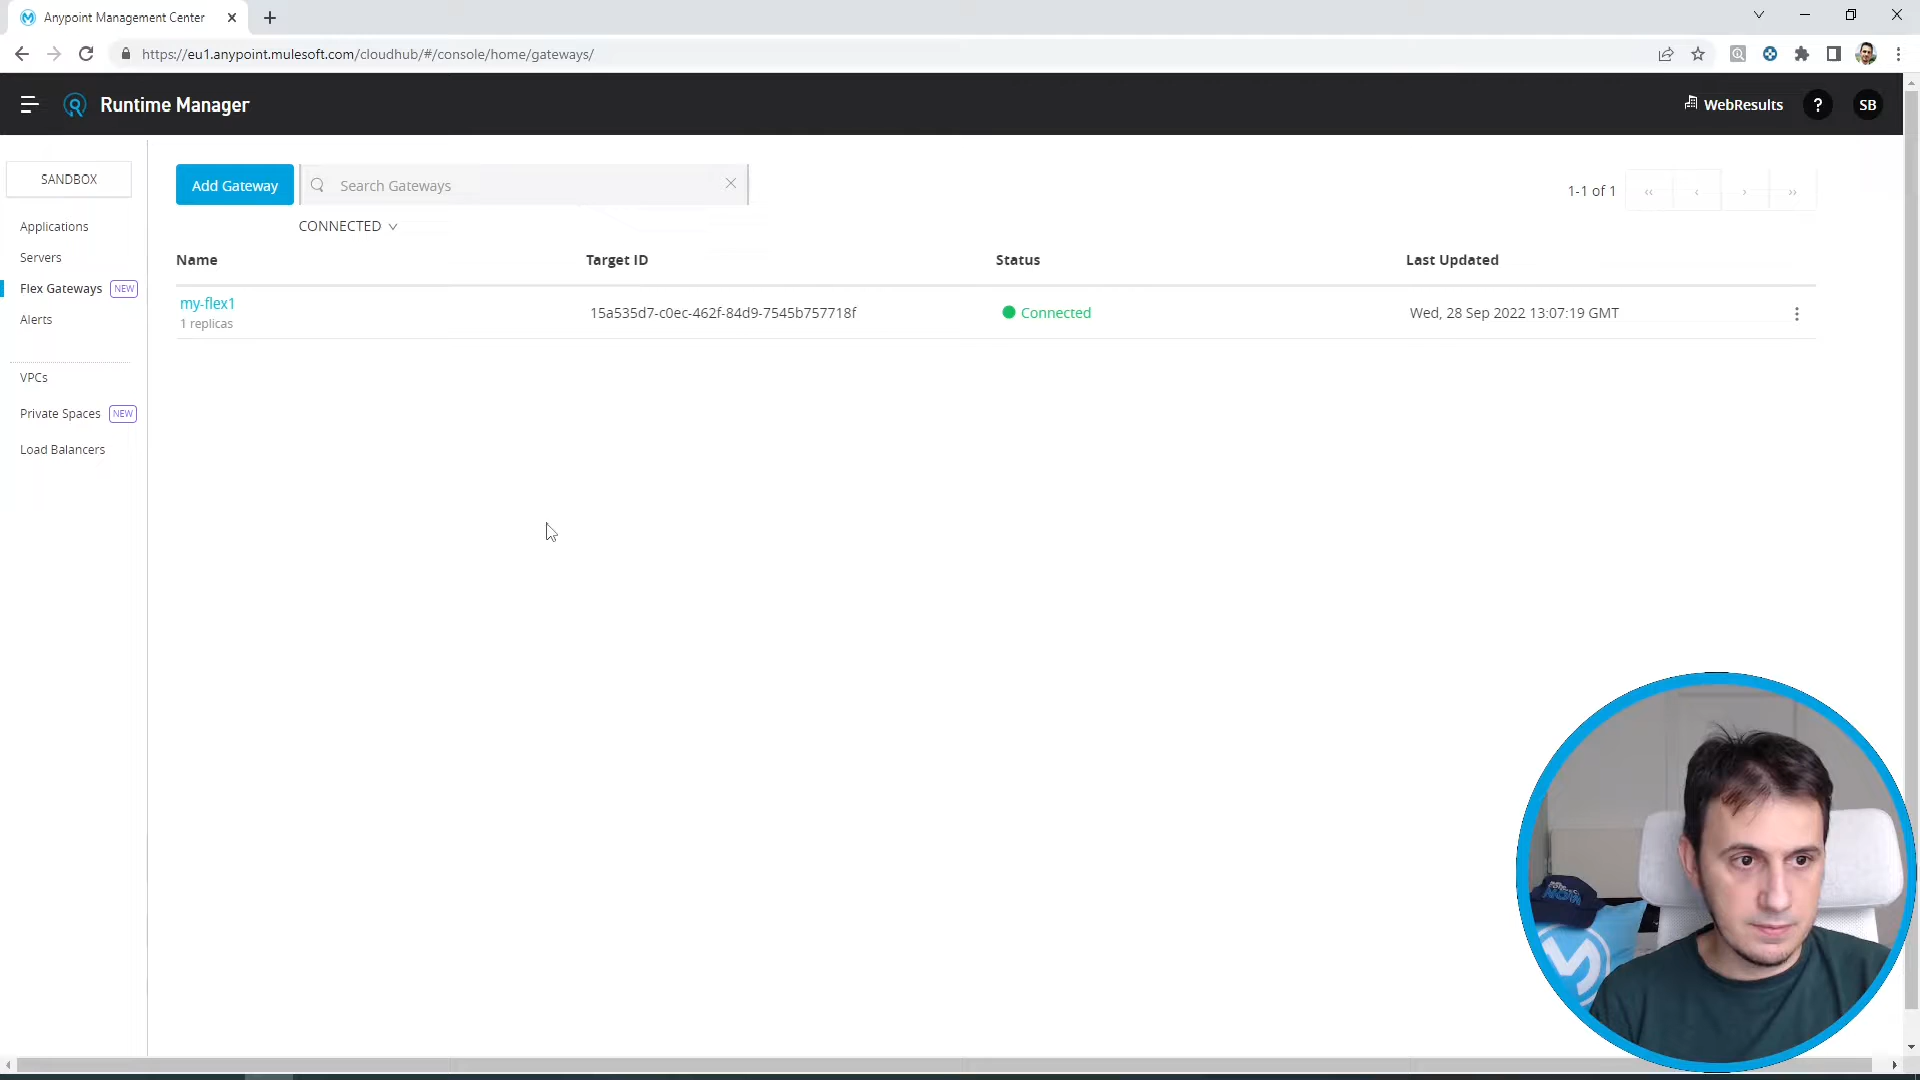 Anypoint Management Center
https://eu1.anypoint.mulesoft.com/cloudhub/#/console/home/gateways/
Runtime Manager
WebResults
?
SB
SANDBOX
Applications
Servers
Flex Gateways NEW
Alerts
VPCs
Private Spaces NEW
Load Balancers
Add Gateway
Search Gateways
1-1 of 1
CONNECTED
Name Target ID Status Last Updated
my-flex1
1 replicas
15a535d7-c0ec-462f-84d9-7545b757718f
Connected
Wed, 28 Sep 2022 13:07:19 GMT